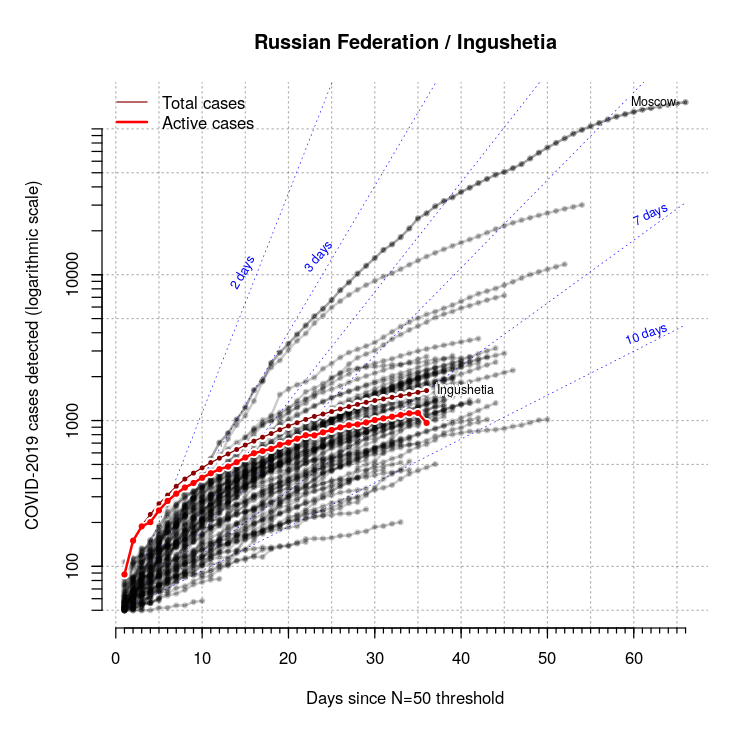 Russian Federation / Ingushetia
Total cases
Active cases
Moscow
7 days
2 days
3 days
10 days
Ingushetia
COVID-2019 cases detected (logarithmic scale)
10000
1000
100
0 10 20 30 40 50 60
Days since N=50 threshold